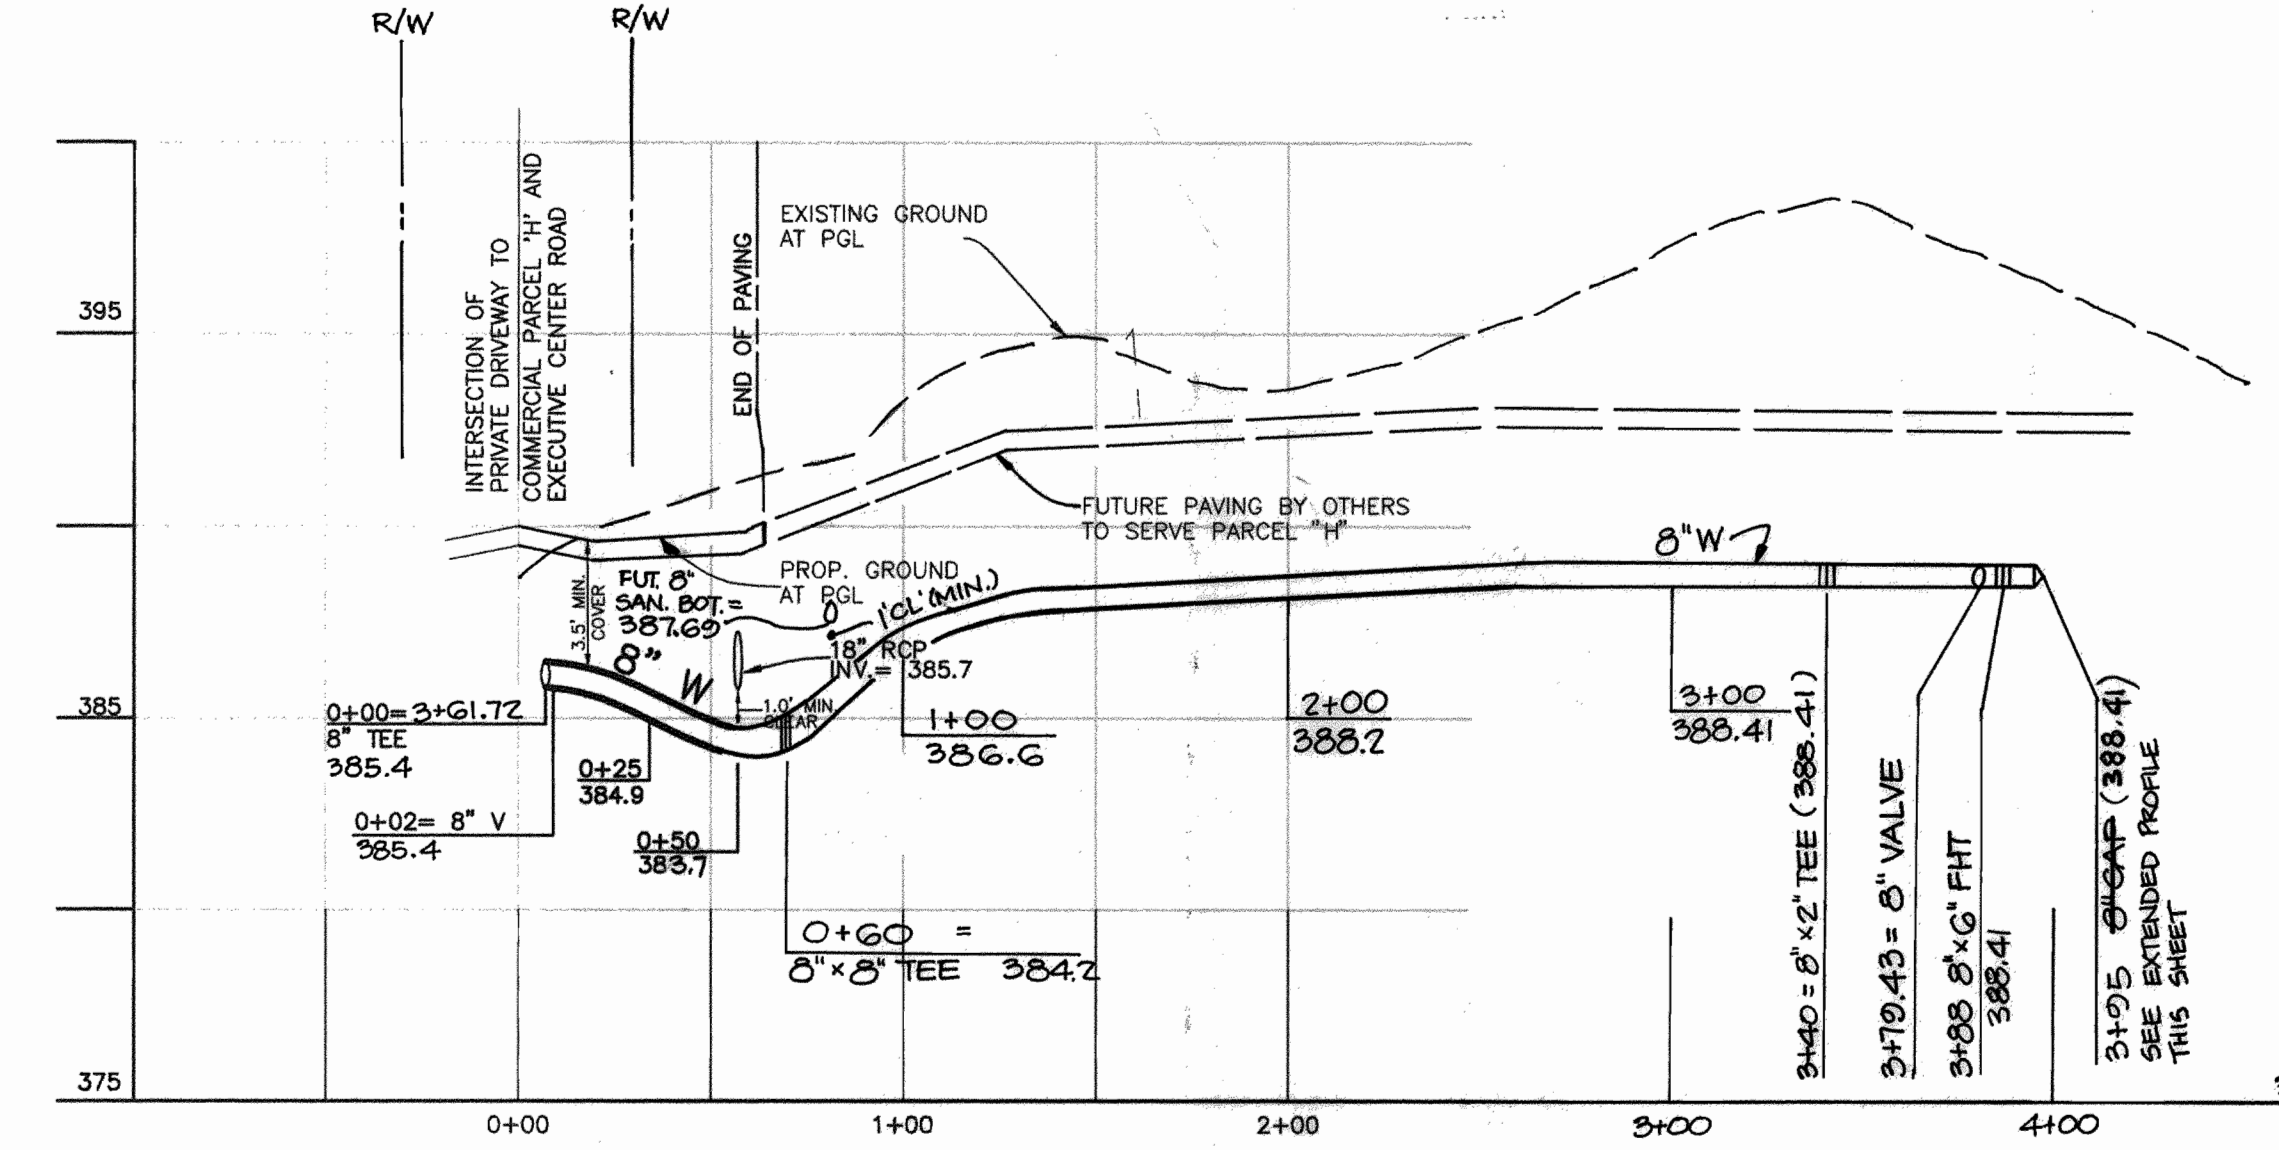 R/W
R/W
INTERSECTION OF
PRIVATE DRIVEWAY TO
COMMERCIAL PARCEL 'H' AND
EXECUTIVE CENTER ROAD
END OF PAVING
EXISTING GROUND
AT PGL
395
FUTURE PAVING BY OTHERS
TO SERVE PARCEL "H"
8"W
PROP. GROUND
AT PGL
1'CL'(MIN.)
FUT. 8"
SAN. BOT.=
387.69
3.5' MIN.
COVER
18" RCP
INV.= 385.7
8" W
1.0' MIN.
CLEAR
385
0+00=3+61.72
8" TEE
385.4
0+02= 8" V
385.4
0+25
384.9
0+50
383.7
0+60 =
8"x8" TEE 384.2
1+00
386.6
2+00
388.2
3+00
388.41
3+40=8"x2" TEE (388.41)
3+79.43= 8" VALVE
3+88 8"x6" FHT
388.41
3+95 8"CAP (388.41)
SEE EXTENDED PROFILE
THIS SHEET
375
0+00
1+00
2+00
3+00
4+00